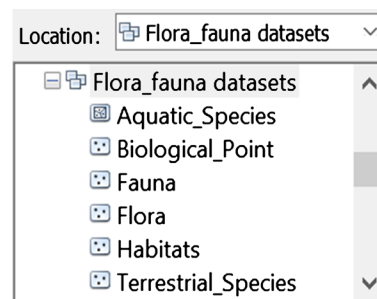 Location: Flora_fauna datasets
Flora_fauna datasets
Aquatic_Species
Biological_Point
Fauna
Flora
Habitats
Terrestrial_Species